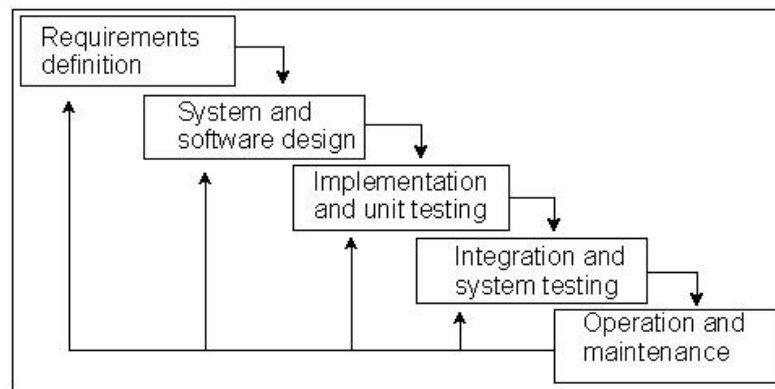 Requirements
definition
System and
software design
Implementation
and unit testing
Integration and
system testing
Operation and
maintenance